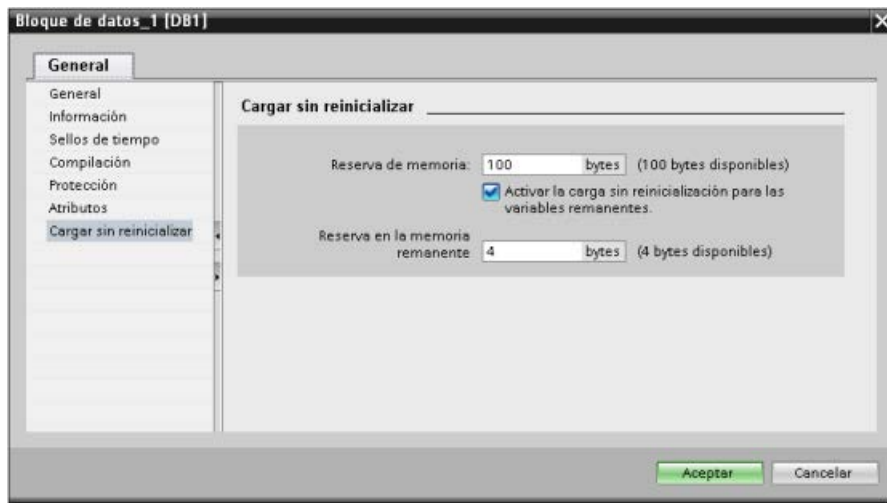 Bloque de datos_1 [DB1]
General
General
Información
Sellos de tiempo
Compilación
Protección
Atributos
Cargar sin reinicializar
Cargar sin reinicializar
Reserva de memoria: 100 bytes (100 bytes disponibles)
Activar la carga sin reinicialización para las
variables remanentes.
Reserva en la memoria
remanente 4 bytes (4 bytes disponibles)
Aceptar Cancelar